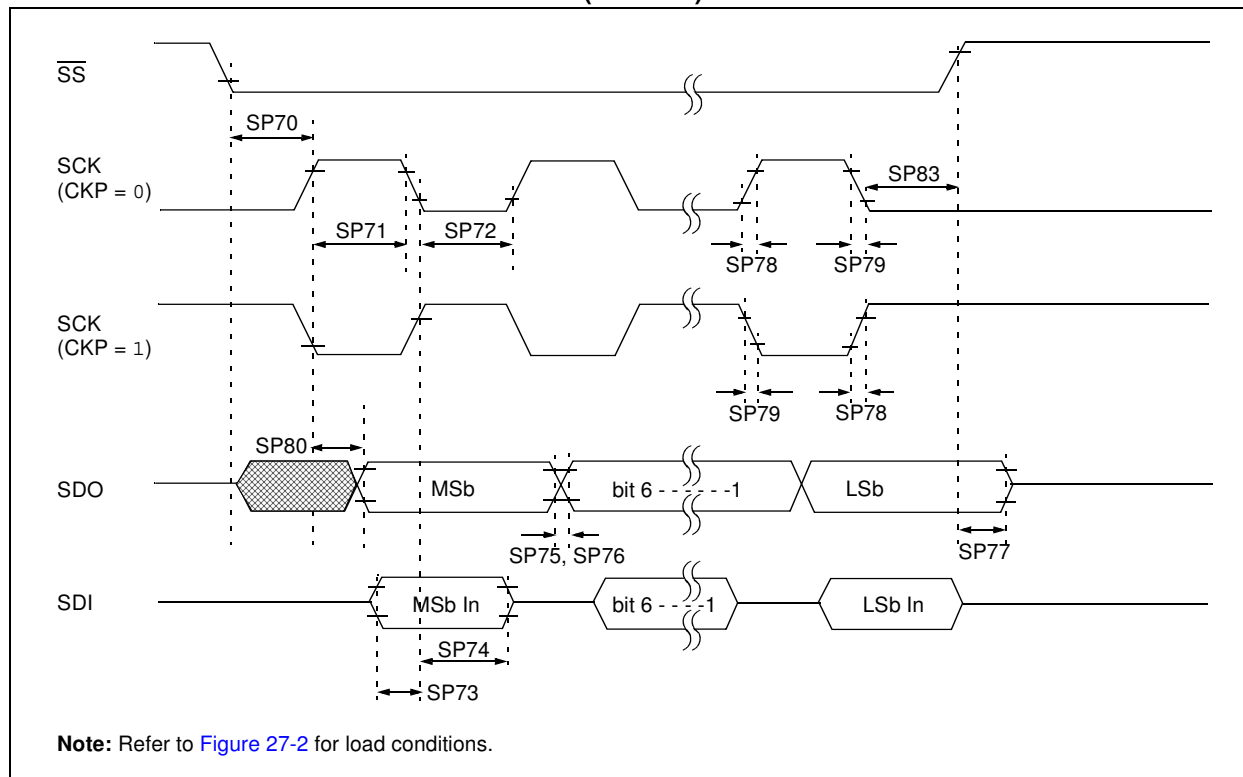 SS
SP70
SCK
(CKP = 0)
SP83
SP71
SP72
SP78
SP79
SCK
(CKP = 1)
SP79
SP78
SP80
SDO
MSb
bit 6 - - - - - - -1
LSb
SP75, SP76
SP77
SDI
MSb In
bit 6 - - - - -1
LSb In
SP74
SP73
Note: Refer to Figure 27-2 for load conditions.